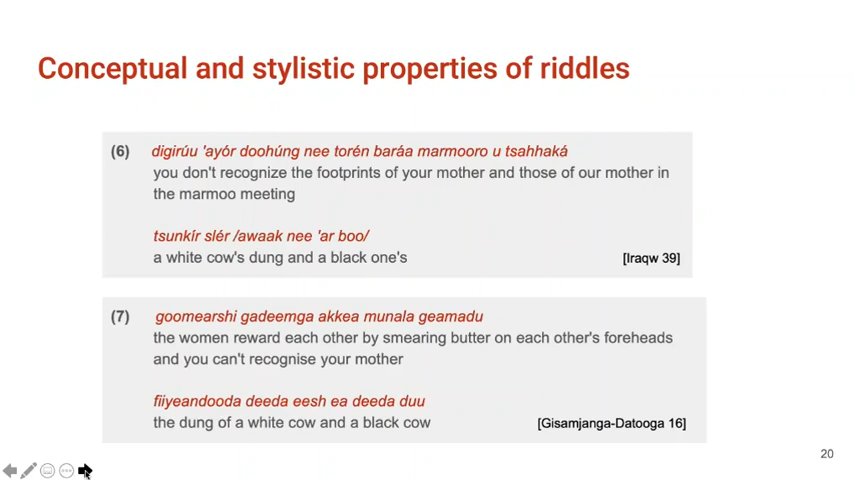 Conceptual and stylistic properties of riddles
(6) digirúu 'ayór doohúng nee torén baráa marmooro u tsahhaká
you don't recognize the footprints of your mother and those of our mother in
the marmoo meeting
tsunkír slér /awaak nee 'ar boo/
a white cow's dung and a black one's [Iraqw 39]
(7) goomearshi gadeemga akkea munala geamadu
the women reward each other by smearing butter on each other's foreheads
and you can't recognise your mother
fiiyeandooda deeda eesh ea deeda duu
the dung of a white cow and a black cow [Gisamjanga-Datooga 16]
20